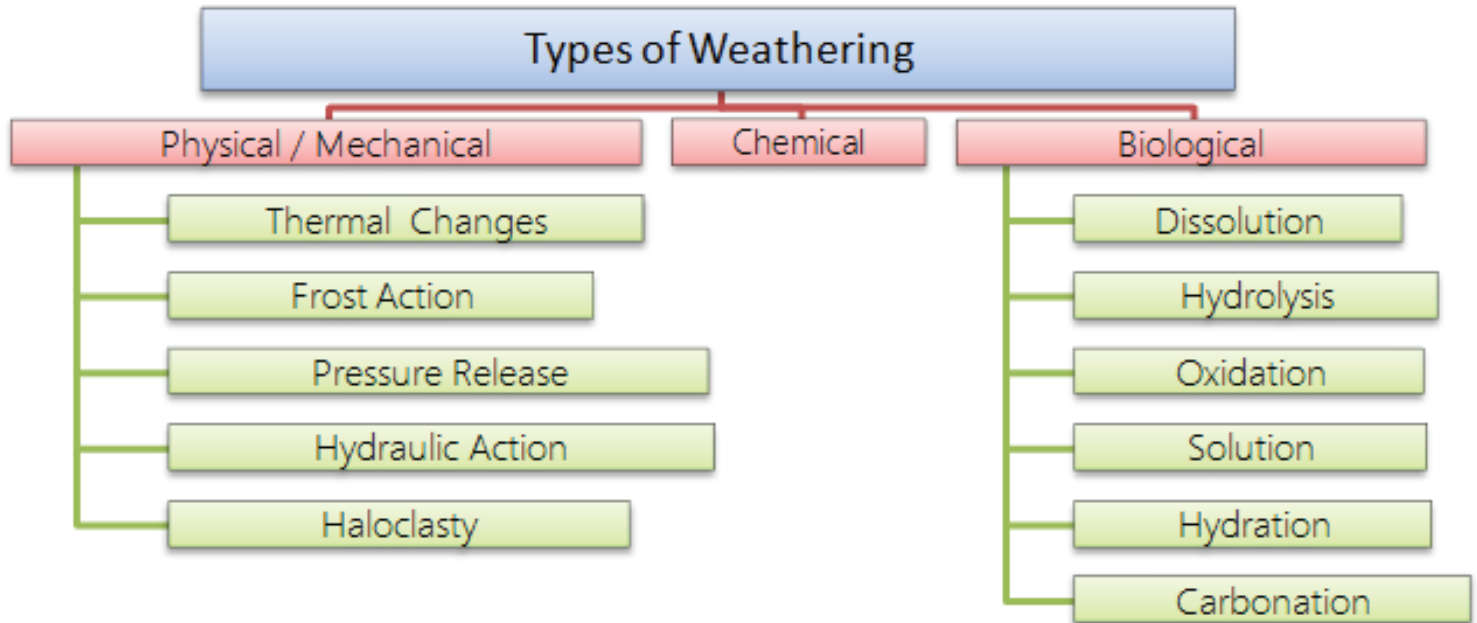 Types of Weathering
Physical / Mechanical
Chemical
Biological
Thermal Changes
Frost Action
Pressure Release
Hydraulic Action
Haloclasty
Dissolution
Hydrolysis
Oxidation
Solution
Hydration
Carbonation